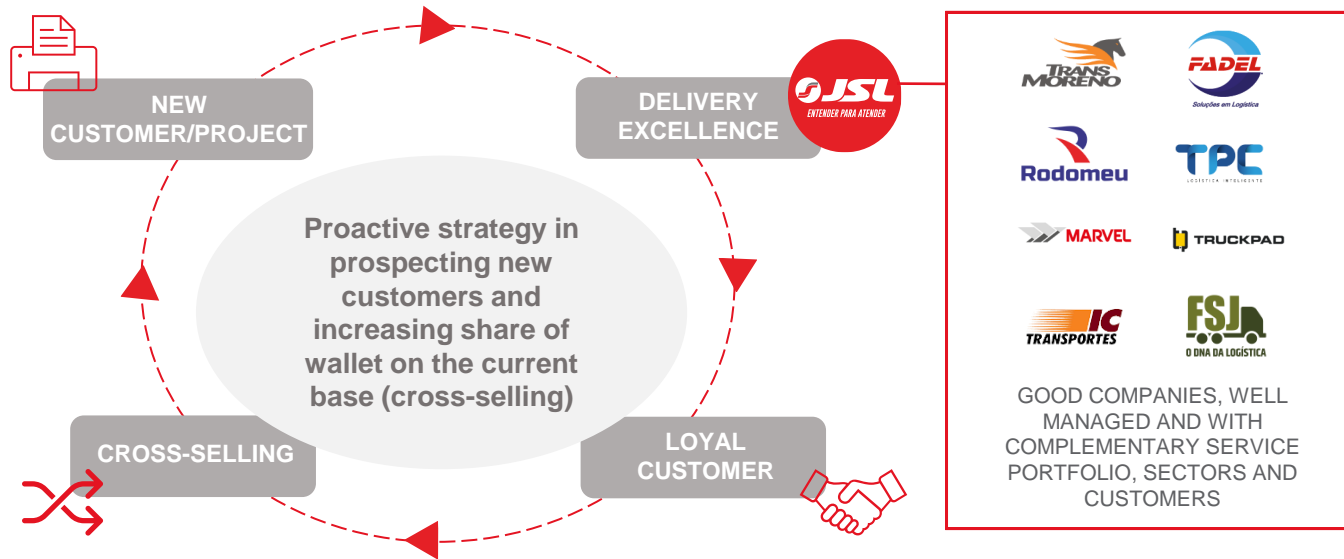 NEW
CUSTOMER/PROJECT
DELIVERY
EXCELLENCE
JSL
ENTENDER PARA ATENDER
Proactive strategy in
prospecting new
customers and
increasing share of
wallet on the current
base (cross-selling)
CROSS-SELLING
LOYAL
CUSTOMER
TRANS
MORENO
FADEL
Soluções em Logística
Rodomeu
TPC
LOGÍSTICA INTELIGENTE
MARVEL
TRUCKPAD
IC
TRANSPORTES
FSJ
O DNA DA LOGÍSTICA
GOOD COMPANIES, WELL
MANAGED AND WITH
COMPLEMENTARY SERVICE
PORTFOLIO, SECTORS AND
CUSTOMERS